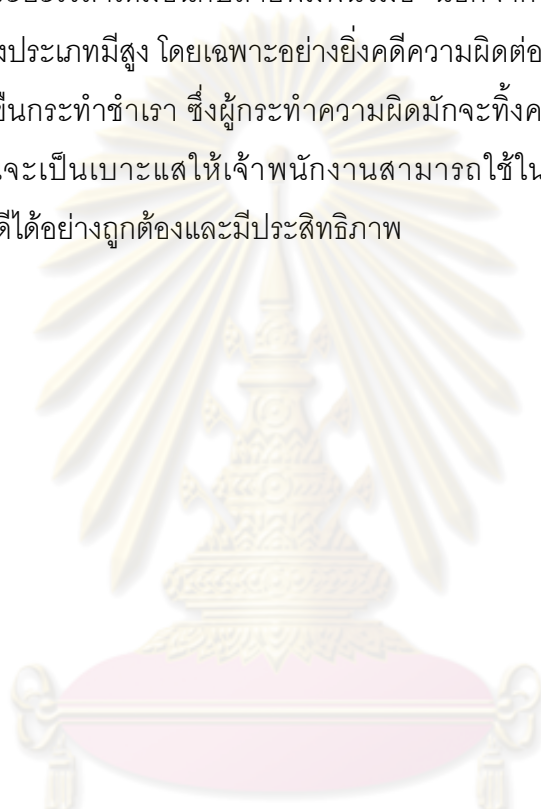 งประเภทมีสูง โดยเฉพาะอย่างยิ่งคดีความผิดต่อ
ขืนกระทำชำเรา ซึ่งผู้กระทำความผิดมักจะทิ้งค
จะเป็นเบาะแสให้เจ้าพนักงานสามารถใช้ใน
ดีได้อย่างถูกต้องและมีประสิทธิภาพ